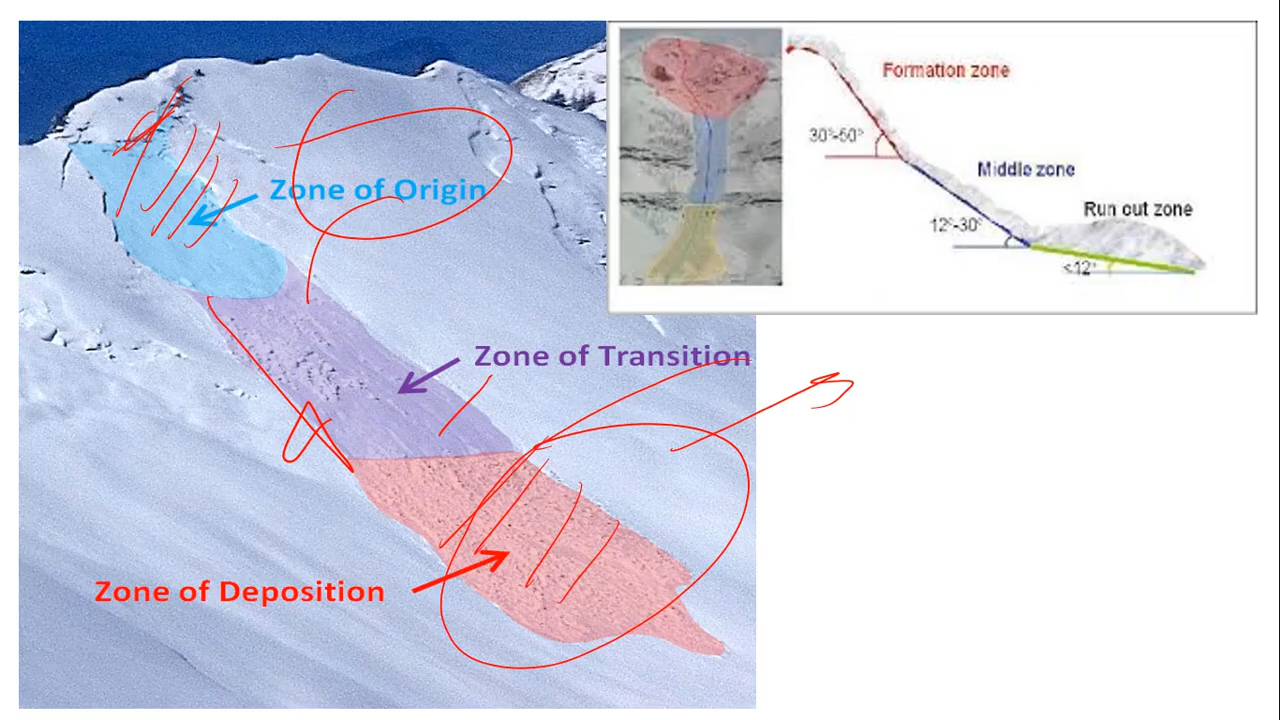 Zone of Origin
Zone of Transition
Zone of Deposition
Formation zone
30°-60°
Middle zone
12°-30°
Run out zone
<12°